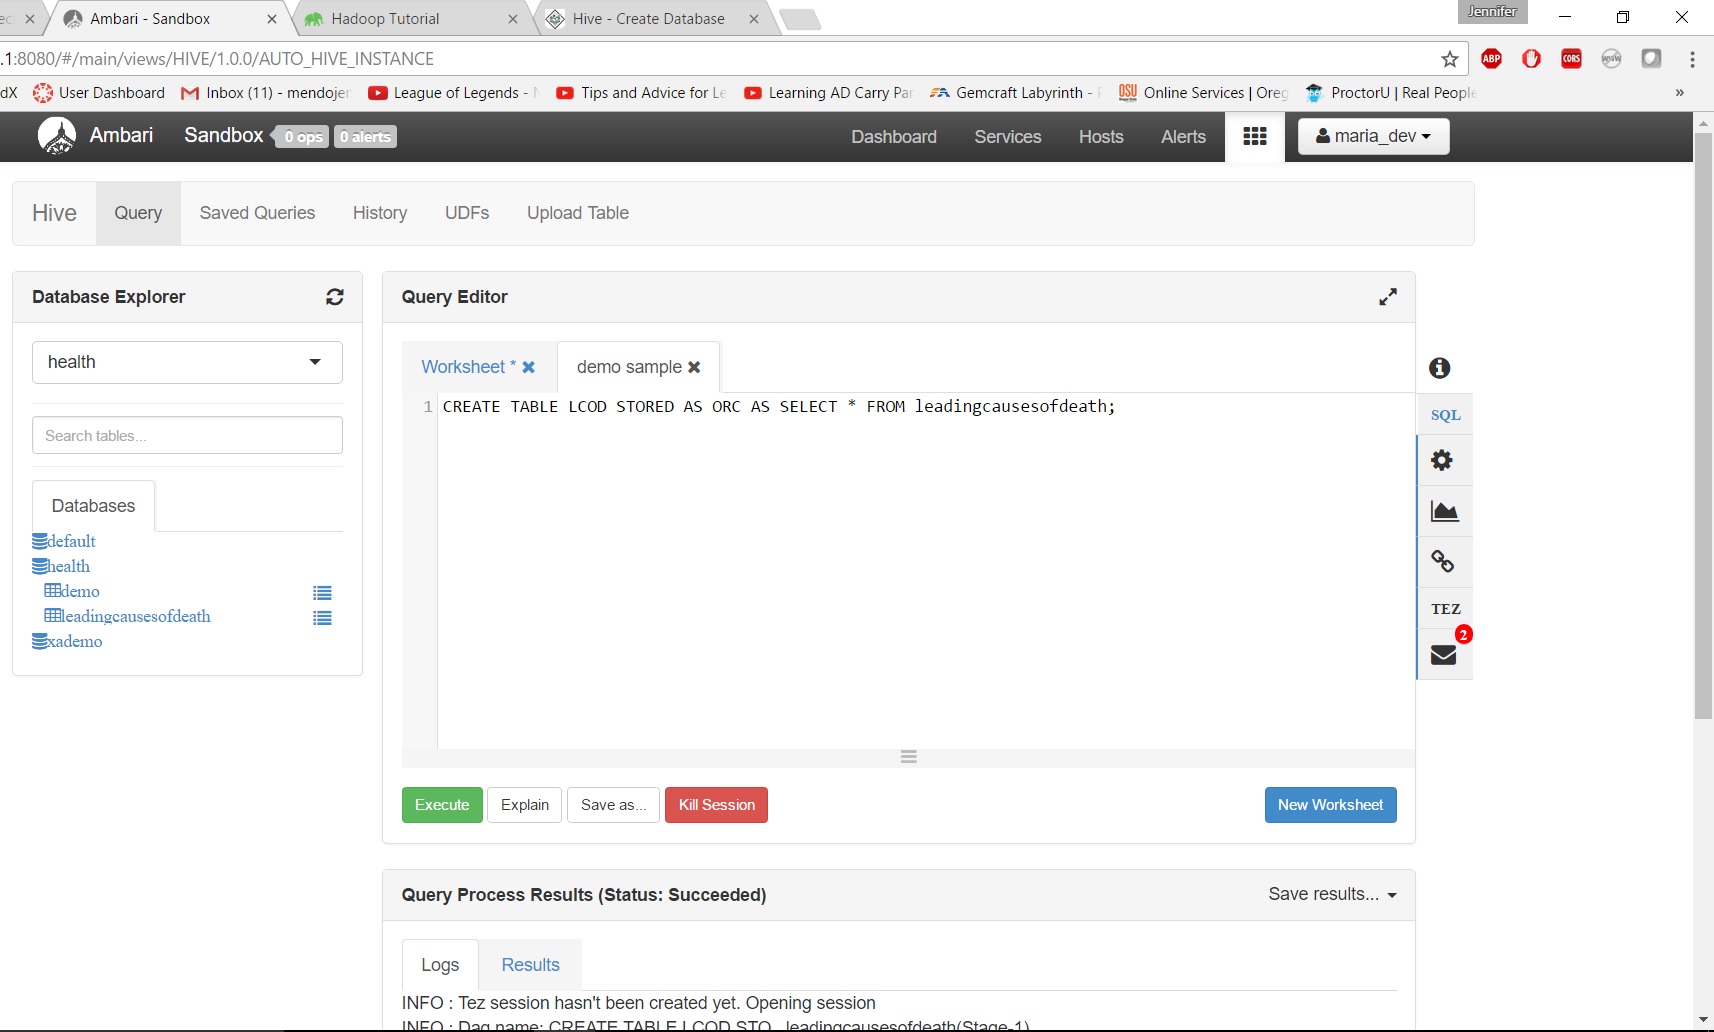 Ambari - Sandbox
Hadoop Tutorial
Hive - Create Database
Jennifer
.1:8080/#/main/views/HIVE/1.0.0/AUTO_HIVE_INSTANCE
ABP
CORS
dX
User Dashboard
Inbox (11) - mendojer
League of Legends -
Tips and Advice for Le
Learning AD Carry Par
Gemcraft Labyrinth -
OSU
Online Services | Oreg
ProctorU | Real People
»
Ambari Sandbox 0 ops 0 alerts
Dashboard Services Hosts Alerts maria_dev
Hive Query Saved Queries History UDFs Upload Table
Database Explorer
health
Search tables...
Databases
default
health
demo
leadingcausesofdeath
xademo
Query Editor
Worksheet * demo sample
1 CREATE TABLE LCOD STORED AS ORC AS SELECT * FROM leadingcausesofdeath;
SQL
TEZ
2
Execute Explain Save as... Kill Session New Worksheet
Query Process Results (Status: Succeeded) Save results...
Logs Results
INFO : Tez session hasn't been created yet. Opening session
INFO : Dag name: CREATE TABLE LCOD STO...leadingcausesofdeath(Stage-1)